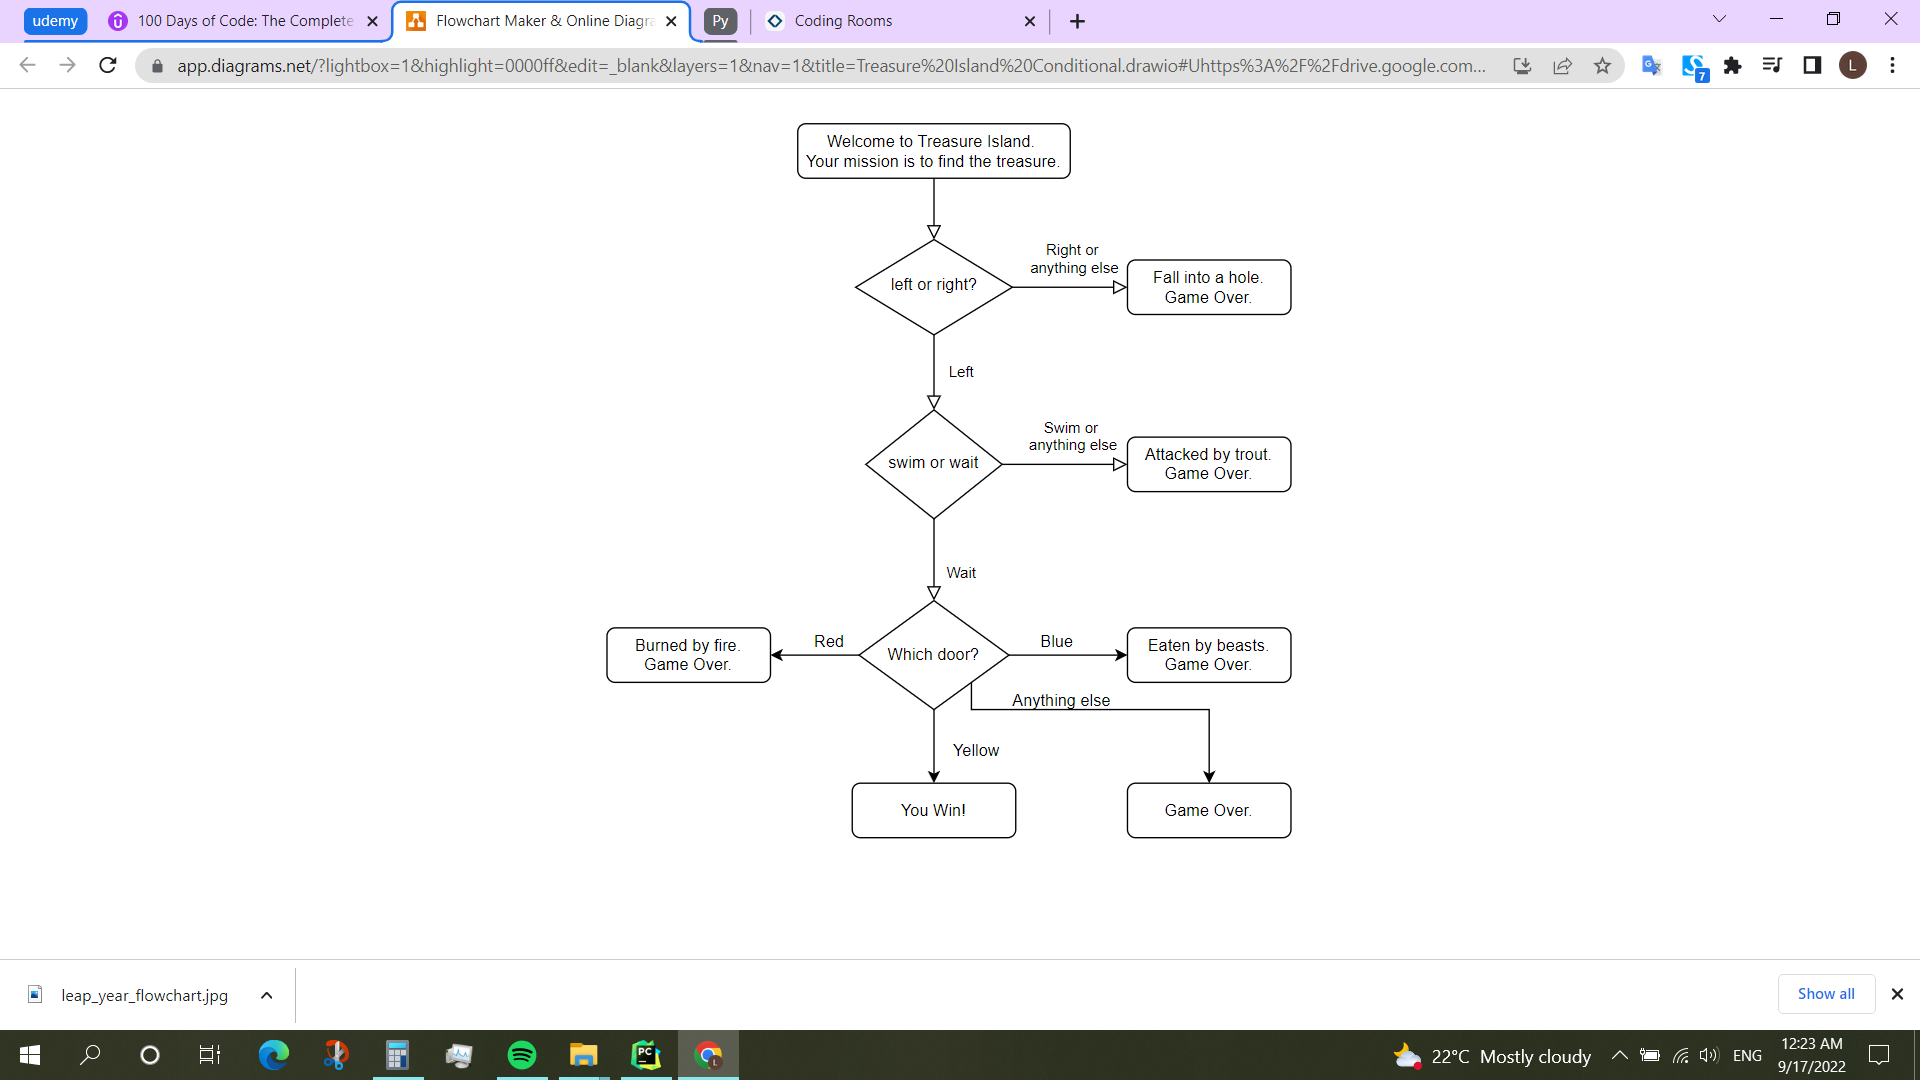 udemy
100 Days of Code: The Complete
Flowchart Maker & Online Diagra
Py
Coding Rooms
app.diagrams.net/?lightbox=1&highlight=0000ff&edit=_blank&layers=1&nav=1&title=Treasure%20Island%20Conditional.drawio#Uhttps%3A%2F%2Fdrive.google.com...
7
L
Welcome to Treasure Island.
Your mission is to find the treasure.
left or right?
Right or
anything else
Fall into a hole.
Game Over.
Left
swim or wait
Swim or
anything else
Attacked by trout.
Game Over.
Wait
Burned by fire.
Game Over.
Red
Which door?
Blue
Eaten by beasts.
Game Over.
Anything else
Yellow
You Win!
Game Over.
leap_year_flowchart.jpg
Show all
PC
L
22°C Mostly cloudy
ENG
12:23 AM
9/17/2022